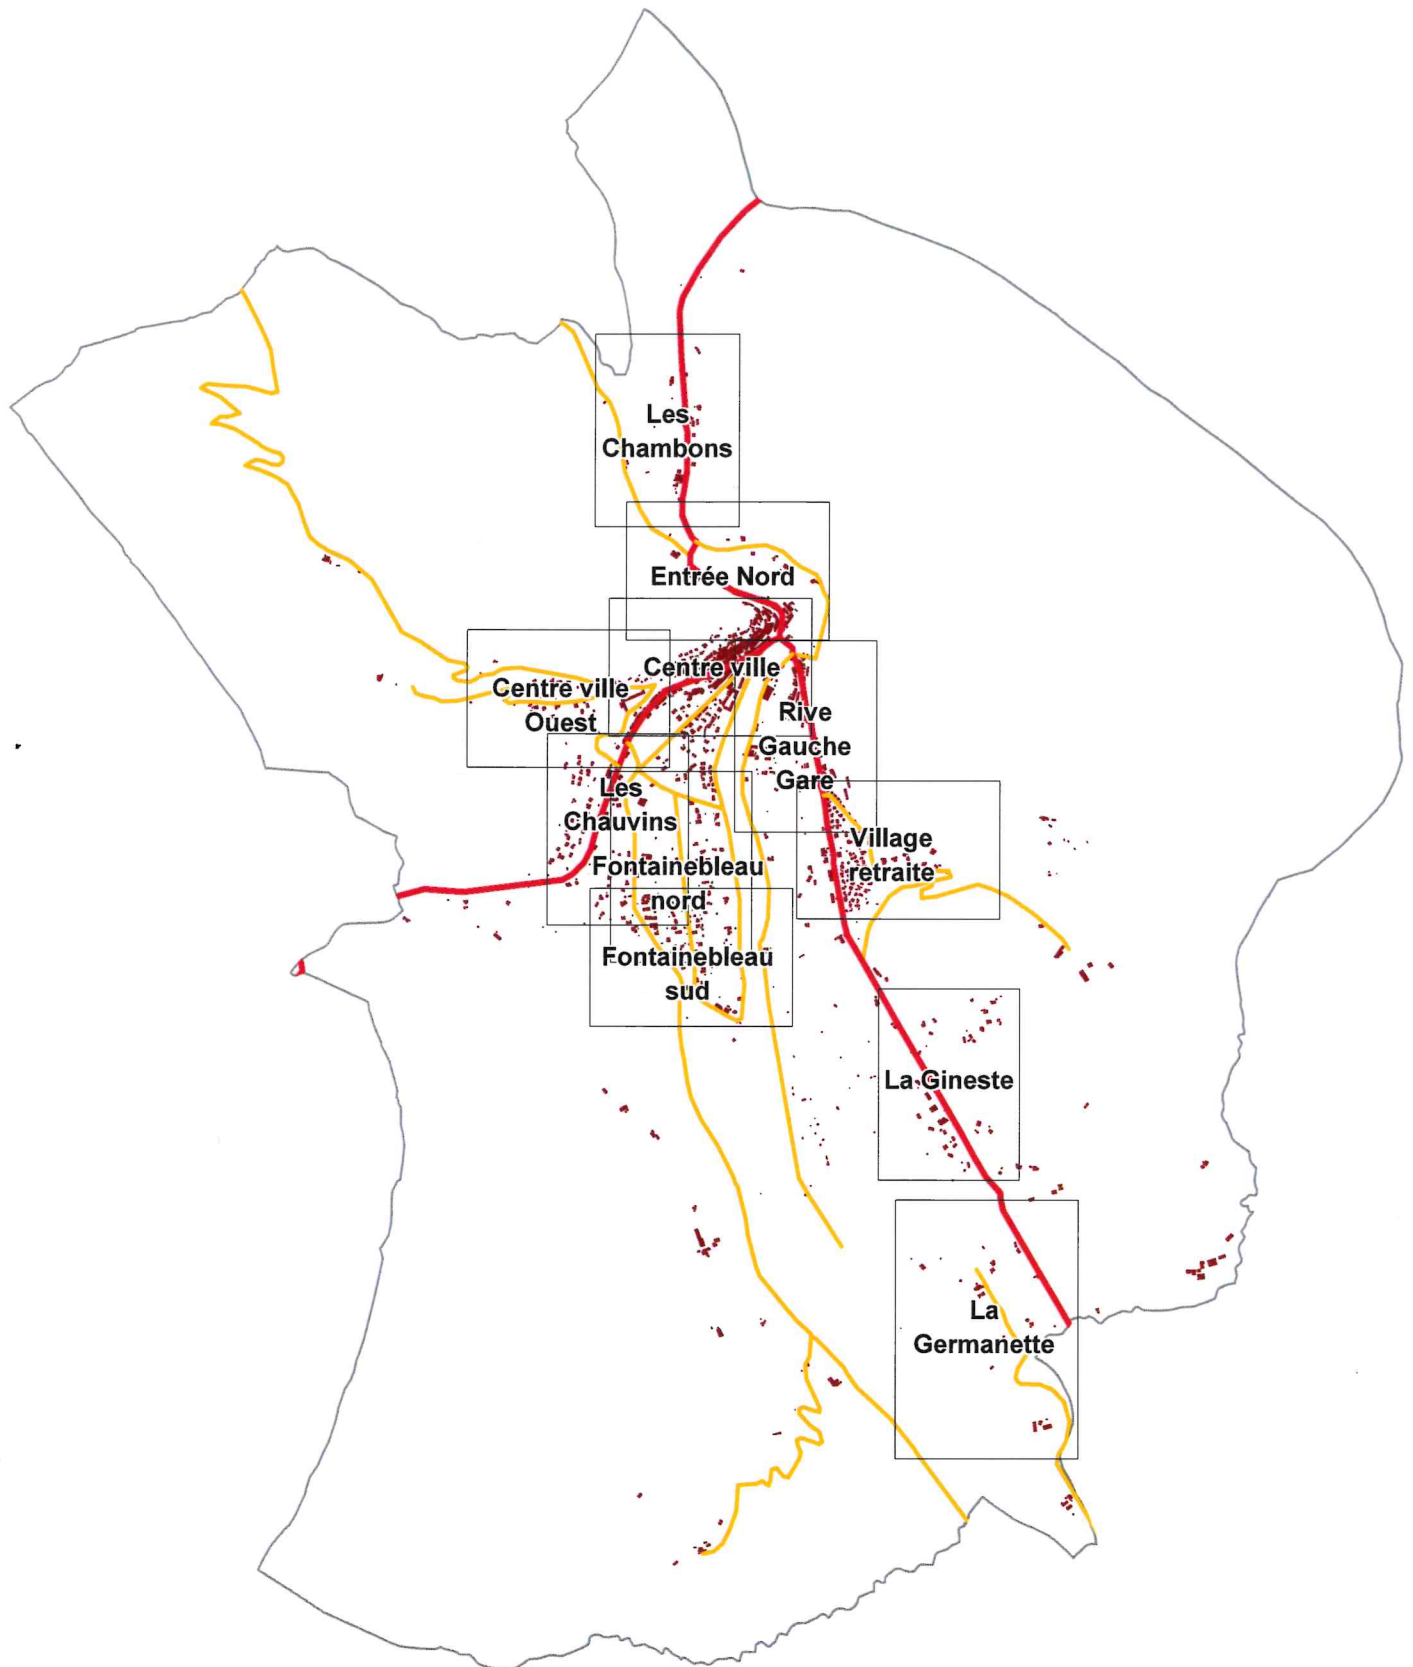 Les
Chambons
Entrée Nord
Centre ville
Centre ville
Ouest
Rive
Gauche
Gare
Les
Chauvins
Village
retraite
Fontainebleau
nord
Fontainebleau
sud
La Gineste
La
Germanette